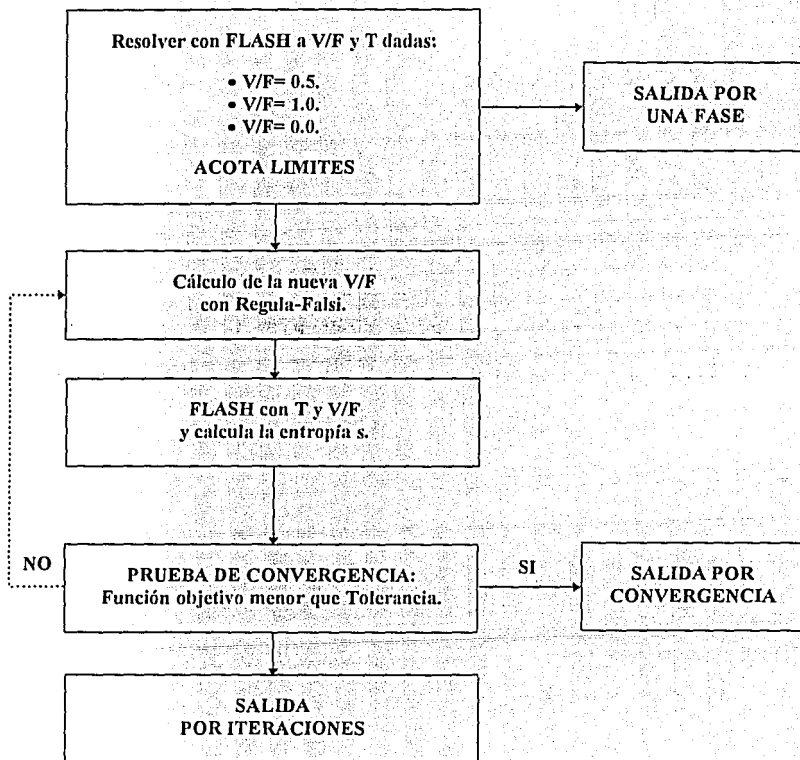 Resolver con FLASH a V/F y T dadas:
• V/F= 0.5.
• V/F= 1.0.
• V/F= 0.0.
ACOTA LIMITES
SALIDA POR
UNA FASE
Cálculo de la nueva V/F
con Regula-Falsi.
FLASH con T y V/F
y calcula la entropía s.
NO
PRUEBA DE CONVERGENCIA:
Función objetivo menor que Tolerancia.
SI
SALIDA POR
CONVERGENCIA
SALIDA
POR ITERACIONES